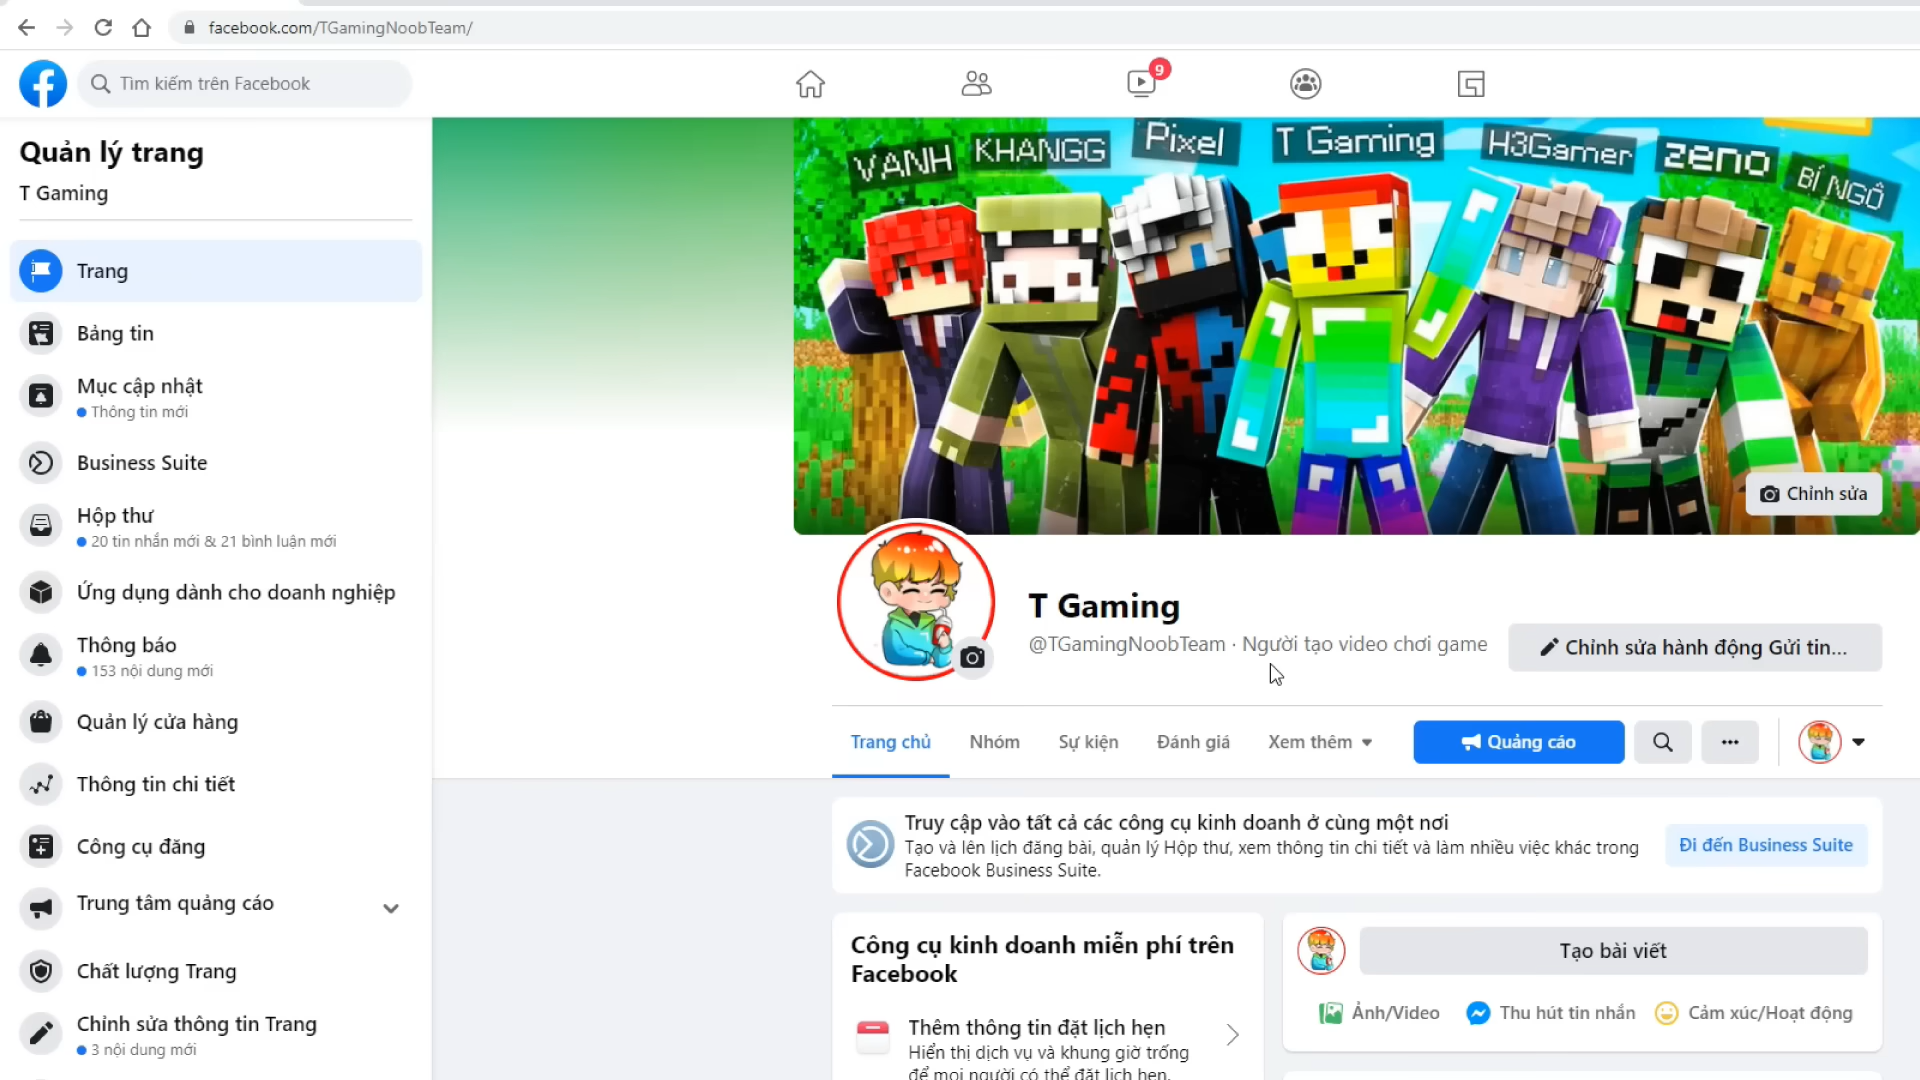 facebook.com/TGamingNoobTeam/
Tìm kiếm trên Facebook
9
Quản lý trang
T Gaming
Trang
Bảng tin
Mục cập nhật
Thông tin mới
Business Suite
Hộp thư
20 tin nhắn mới & 21 bình luận mới
Ứng dụng dành cho doanh nghiệp
Thông báo
153 nội dung mới
Quản lý cửa hàng
Thông tin chi tiết
Công cụ đăng
Trung tâm quảng cáo
Chất lượng Trang
Chỉnh sửa thông tin Trang
3 nội dung mới
VANH KHANGG Pixel T Gaming H3Gamer zeno BÍ NGÔ
Chỉnh sửa
T Gaming
@TGamingNoobTeam · Người tạo video chơi game
Chỉnh sửa hành động Gửi tin...
Trang chủ Nhóm Sự kiện Đánh giá Xem thêm Quảng cáo
Truy cập vào tất cả các công cụ kinh doanh ở cùng một nơi
Tạo và lên lịch đăng bài, quản lý Hộp thư, xem thông tin chi tiết và làm nhiều việc khác trong
Facebook Business Suite.
Đi đến Business Suite
Công cụ kinh doanh miễn phí trên
Facebook
Thêm thông tin đặt lịch hẹn
Hiển thị dịch vụ và khung giờ trống
để mọi người có thể đặt lịch hẹn.
Tạo bài viết
Ảnh/Video Thu hút tin nhắn Cảm xúc/Hoạt động